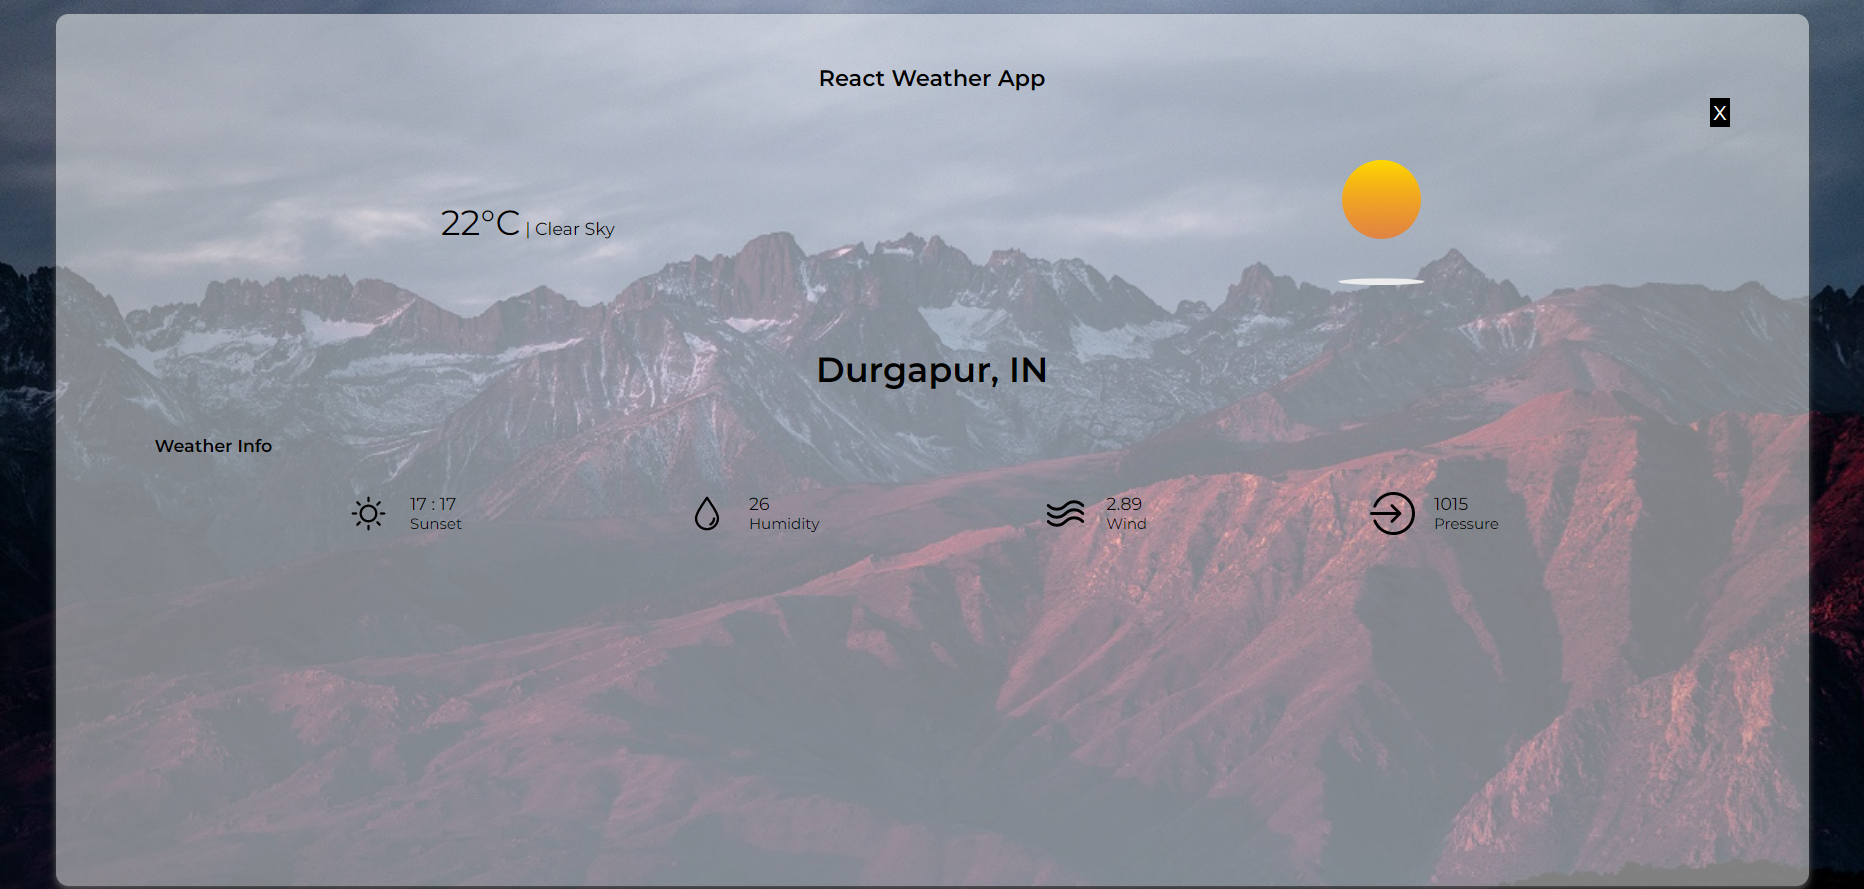 React Weather App
X
22°C | Clear Sky
Durgapur, IN
Weather Info
17 : 17
Sunset
26
Humidity
2.89
Wind
1015
Pressure